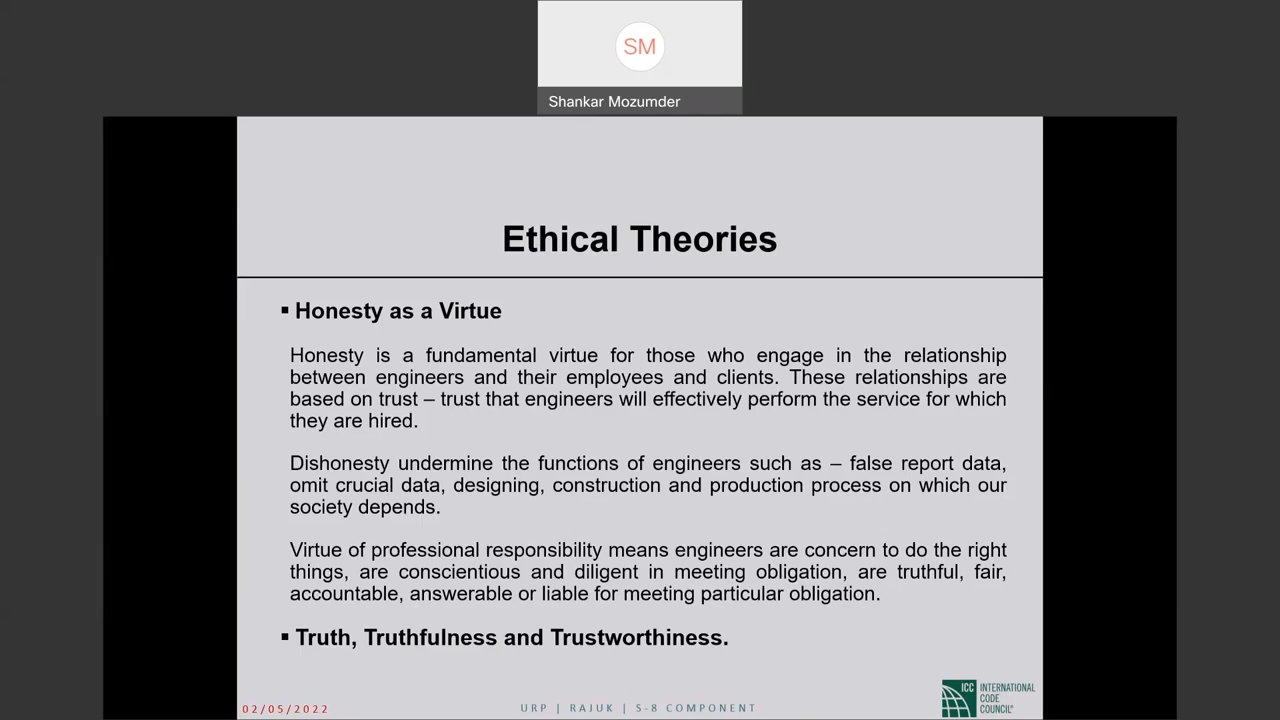 SM
Shankar Mozumder
Ethical Theories
▪ Honesty as a Virtue
Honesty is a fundamental virtue for those who engage in the relationship
between engineers and their employees and clients. These relationships are
based on trust – trust that engineers will effectively perform the service for which
they are hired.
Dishonesty undermine the functions of engineers such as – false report data,
omit crucial data, designing, construction and production process on which our
society depends.
Virtue of professional responsibility means engineers are concern to do the right
things, are conscientious and diligent in meeting obligation, are truthful, fair,
accountable, answerable or liable for meeting particular obligation.
▪ Truth, Truthfulness and Trustworthiness.
02/05/2022
URP | RAJUK | S-8 COMPONENT
ICC
INTERNATIONAL
CODE
COUNCIL®